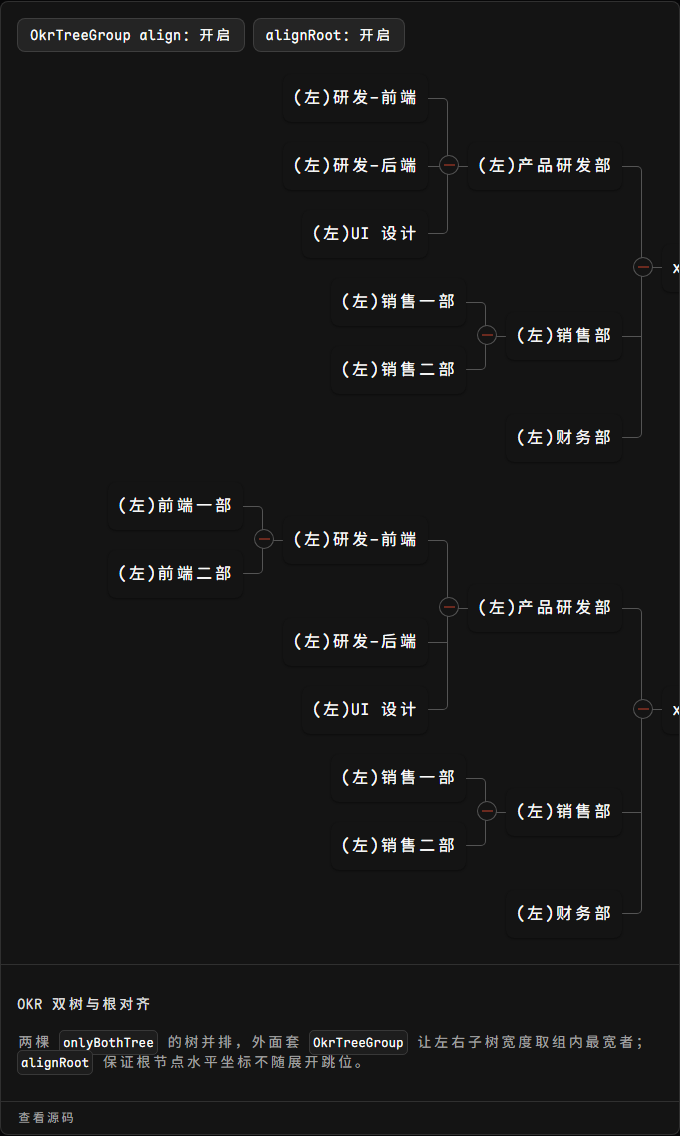 OkrTreeGroup align: 开启 alignRoot: 开启
(左)研发-前端
(左)研发-后端 (左)产品研发部
(左)UI 设计
x
(左)销售一部
(左)销售部
(左)销售二部
(左)财务部
(左)前端一部
(左)研发-前端
(左)前端二部
(左)产品研发部
(左)研发-后端
(左)UI 设计
x
(左)销售一部
(左)销售部
(左)销售二部
(左)财务部
OKR 双树与根对齐
两棵 onlyBothTree 的树并排，外面套 OkrTreeGroup 让左右子树宽度取组内最宽者；
alignRoot 保证根节点水平坐标不随展开跳位。
查看源码